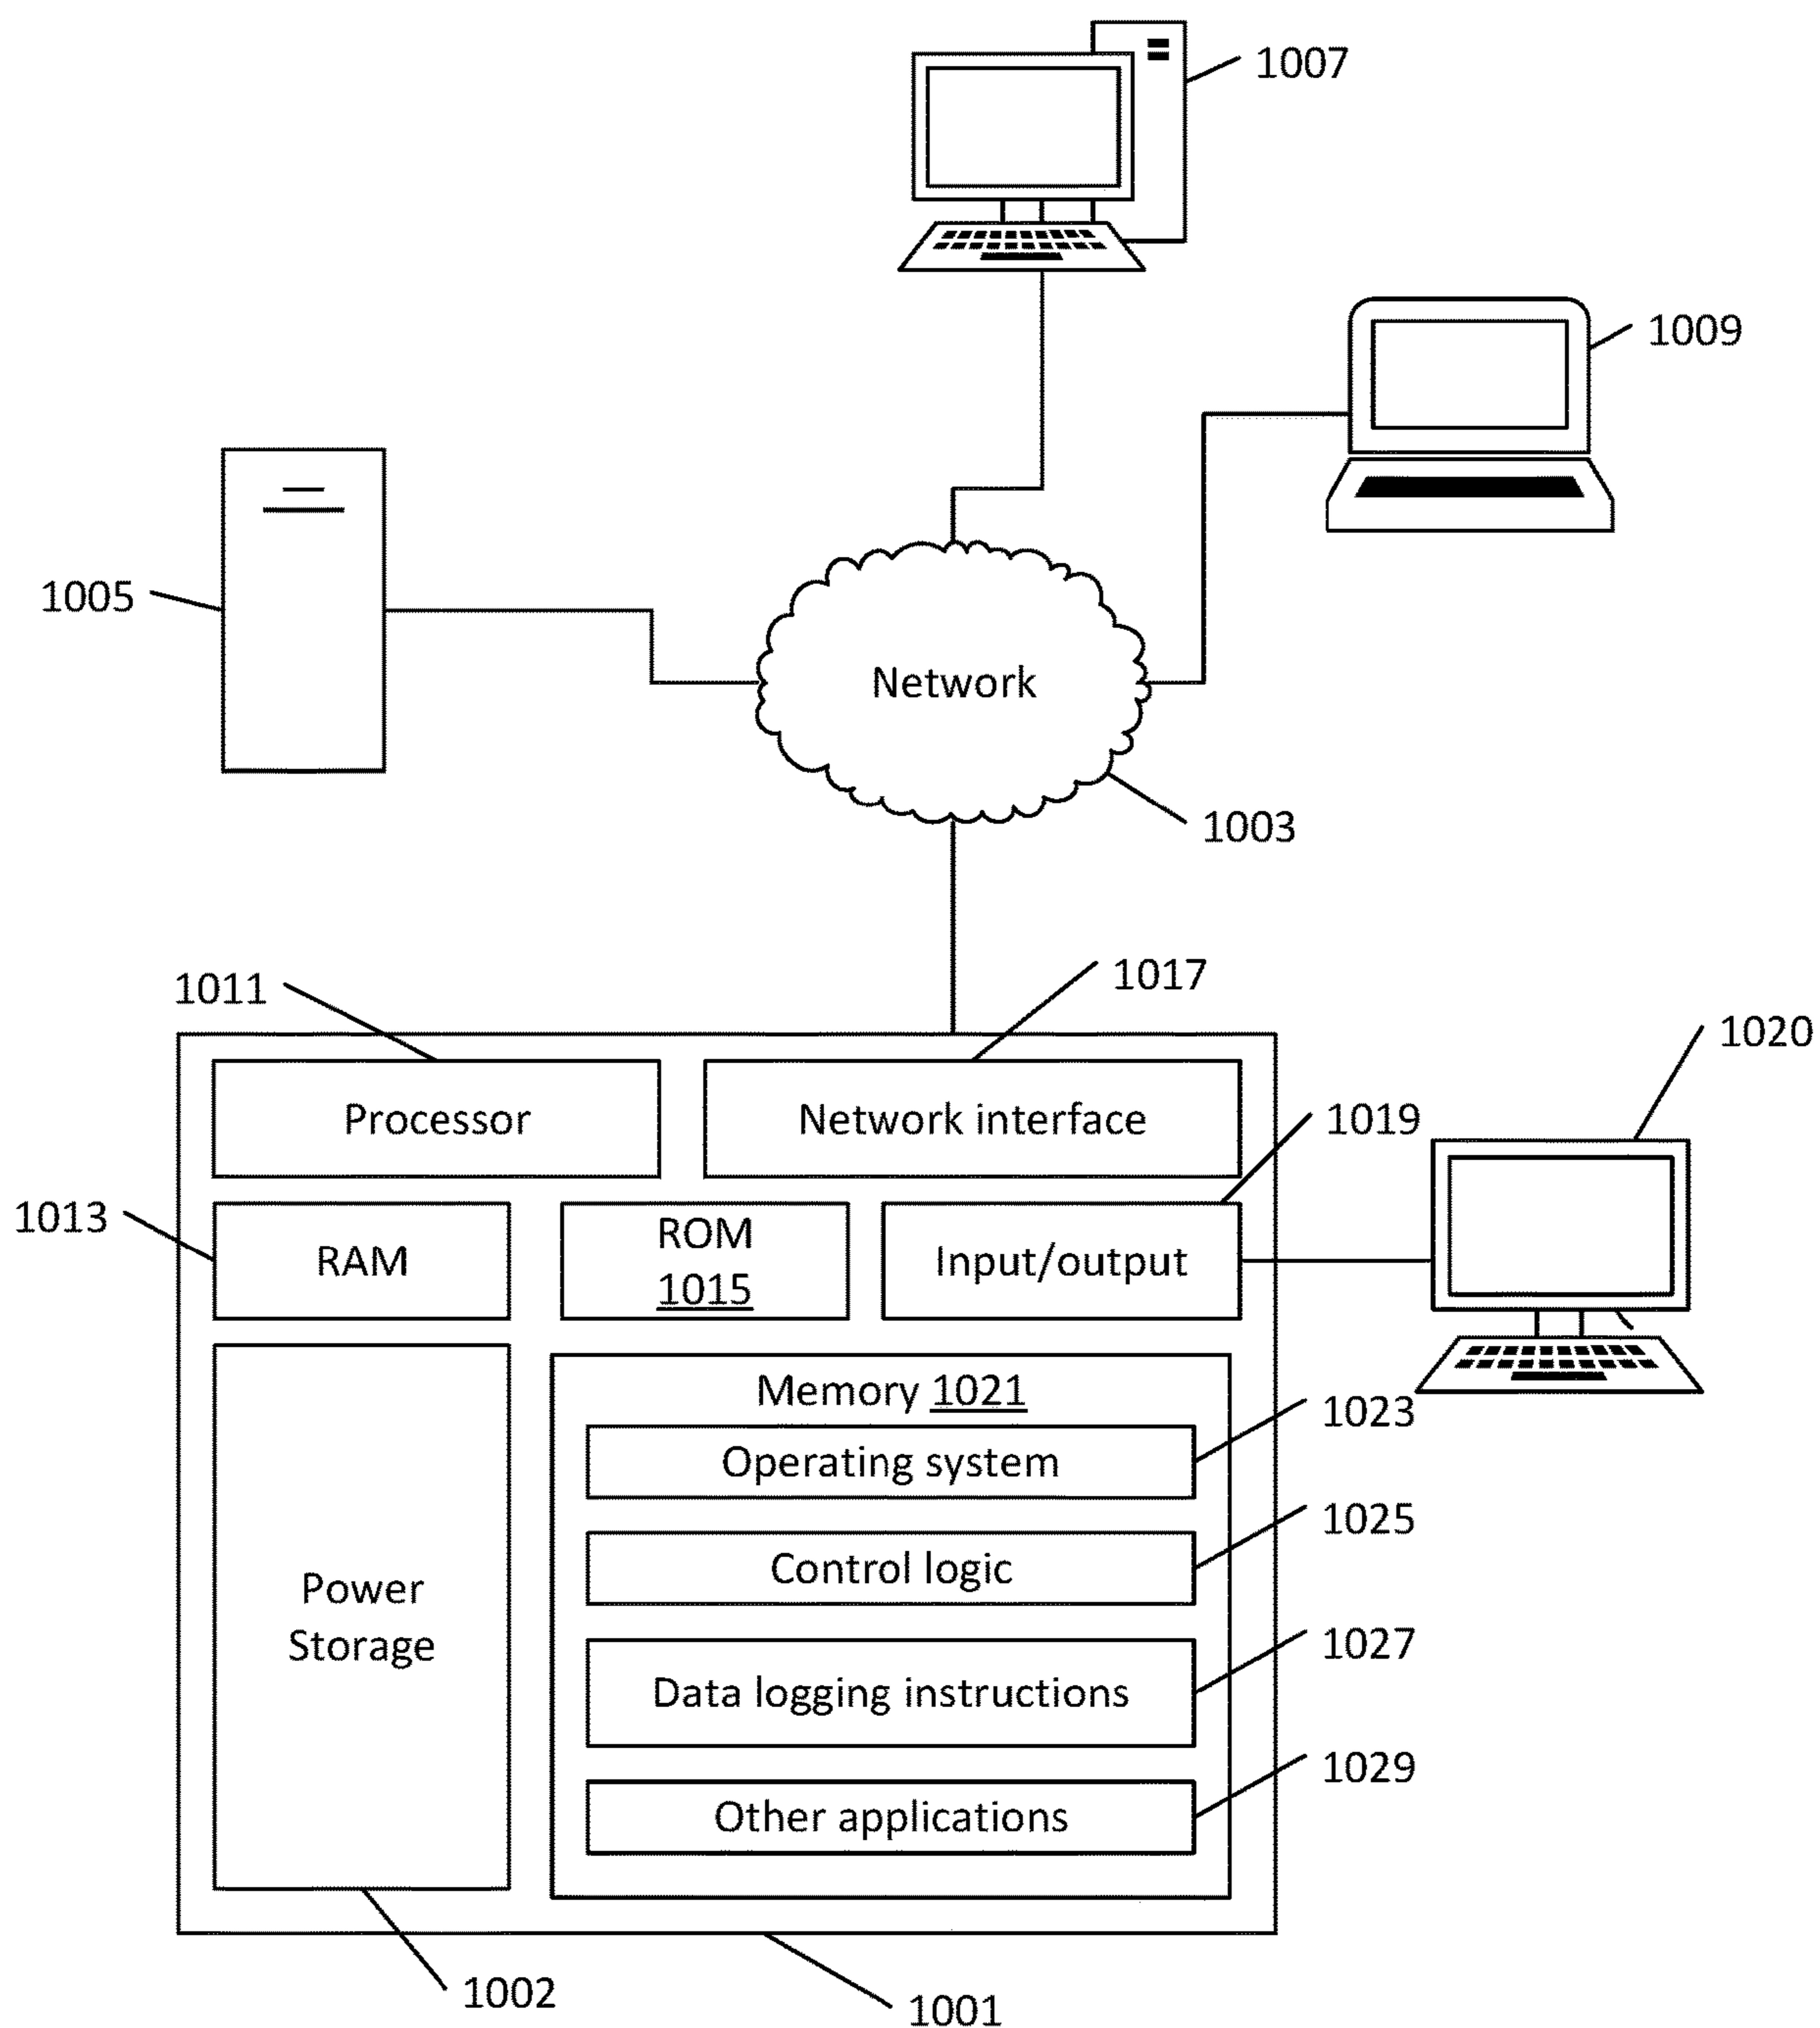 1007
1009
1005
Network
1003
1011
1017
1020
Processor
Network interface
1019
1013
RAM
ROM
1015
Input/output
Memory 1021
1023
Operating system
1025
Control logic
Power
Storage
1027
Data logging instructions
1029
Other applications
1002
1001